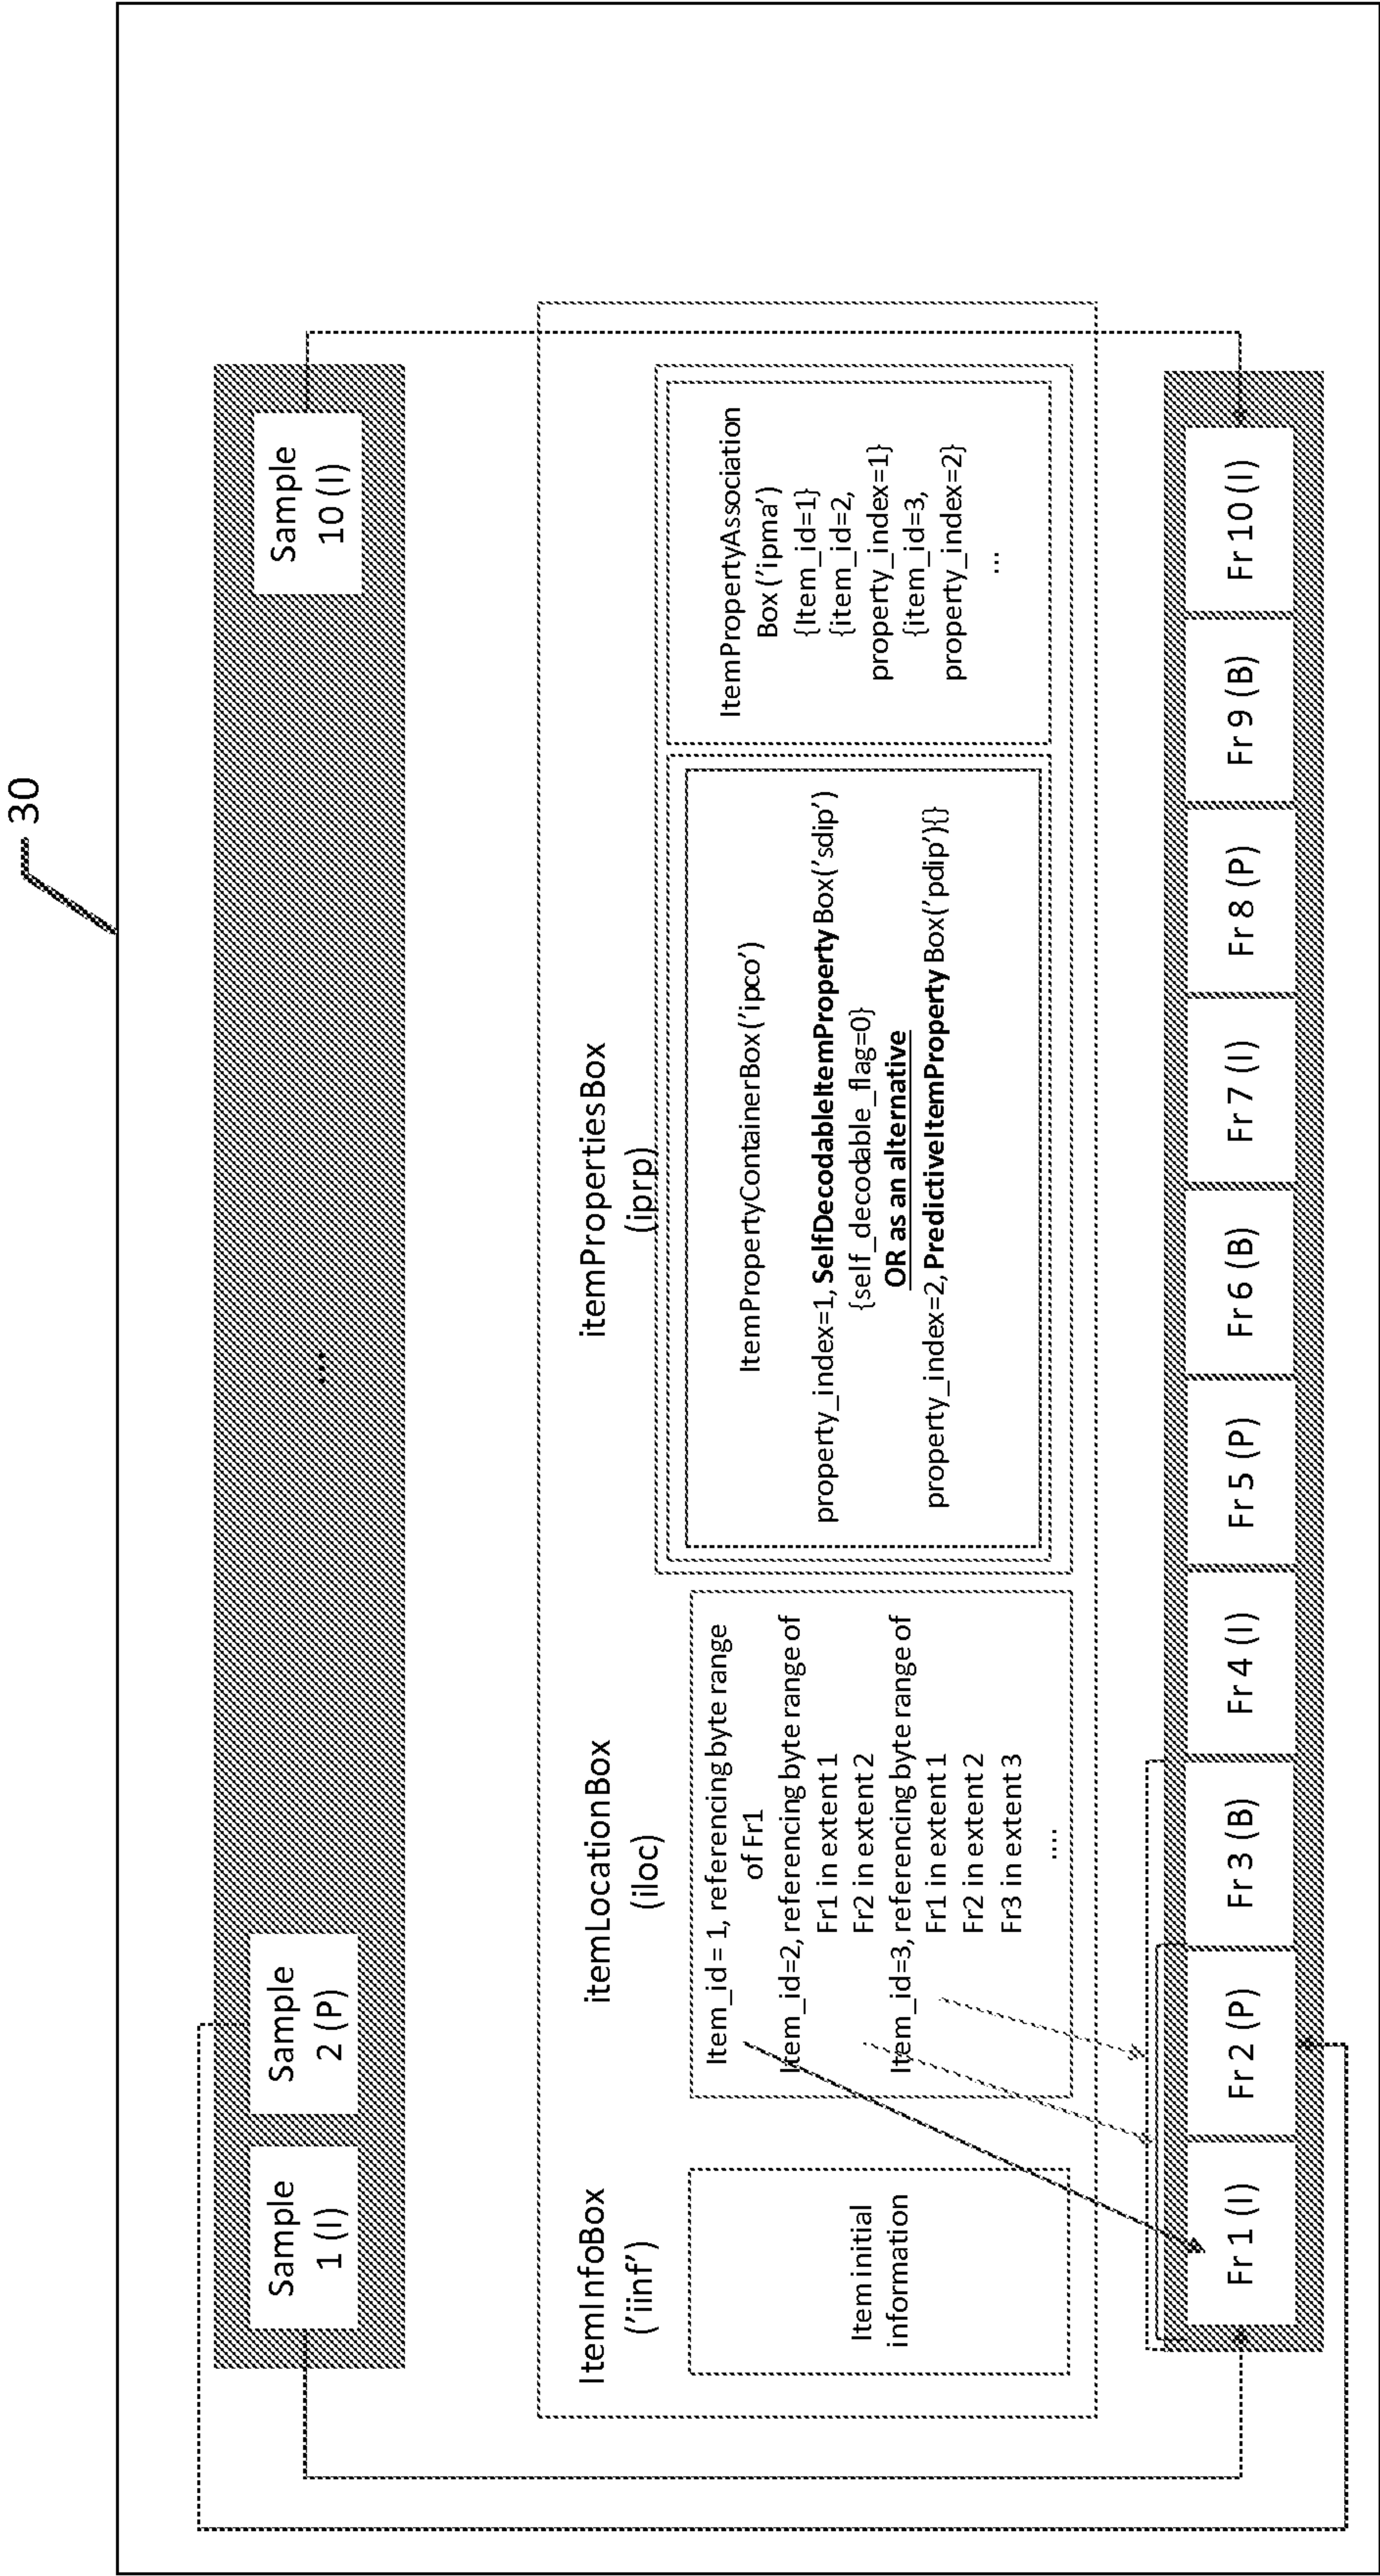 30
Sample
1 (I)
Sample
2 (P)
...
Sample
10 (I)
ItemInfoBox
('iinf')
Item initial
information
itemLocationBox
(iloc)
Item_id = 1, referencing byte range
of Fr1
Item_id=2, referencing byte range of
Fr1 in extent 1
Fr2 in extent 2
Item_id=3, referencing byte range of
Fr1 in extent 1
Fr2 in extent 2
Fr3 in extent 3
....
itemPropertiesBox
(iprp)
ItemPropertyContainerBox('ipco')
property_index=1, SelfDecodableItemProperty Box('sdip')
{self_decodable_flag=0}
OR as an alternative
property_index=2, PredictiveItemProperty Box('pdip'){}
ItemPropertyAssociation
Box ('ipma')
{Item_id=1}
{item_id=2,
property_index=1}
{item_id=3,
property_index=2}
...
Fr 1 (I)
Fr 2 (P)
Fr 3 (B)
Fr 4 (I)
Fr 5 (P)
Fr 6 (B)
Fr 7 (I)
Fr 8 (P)
Fr 9 (B)
Fr 10 (I)